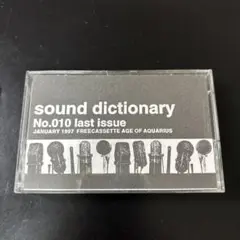 sound dictionary
No.010 last issue
JANUARY 1997 FREECASSETTE AGE OF AQUARIUS